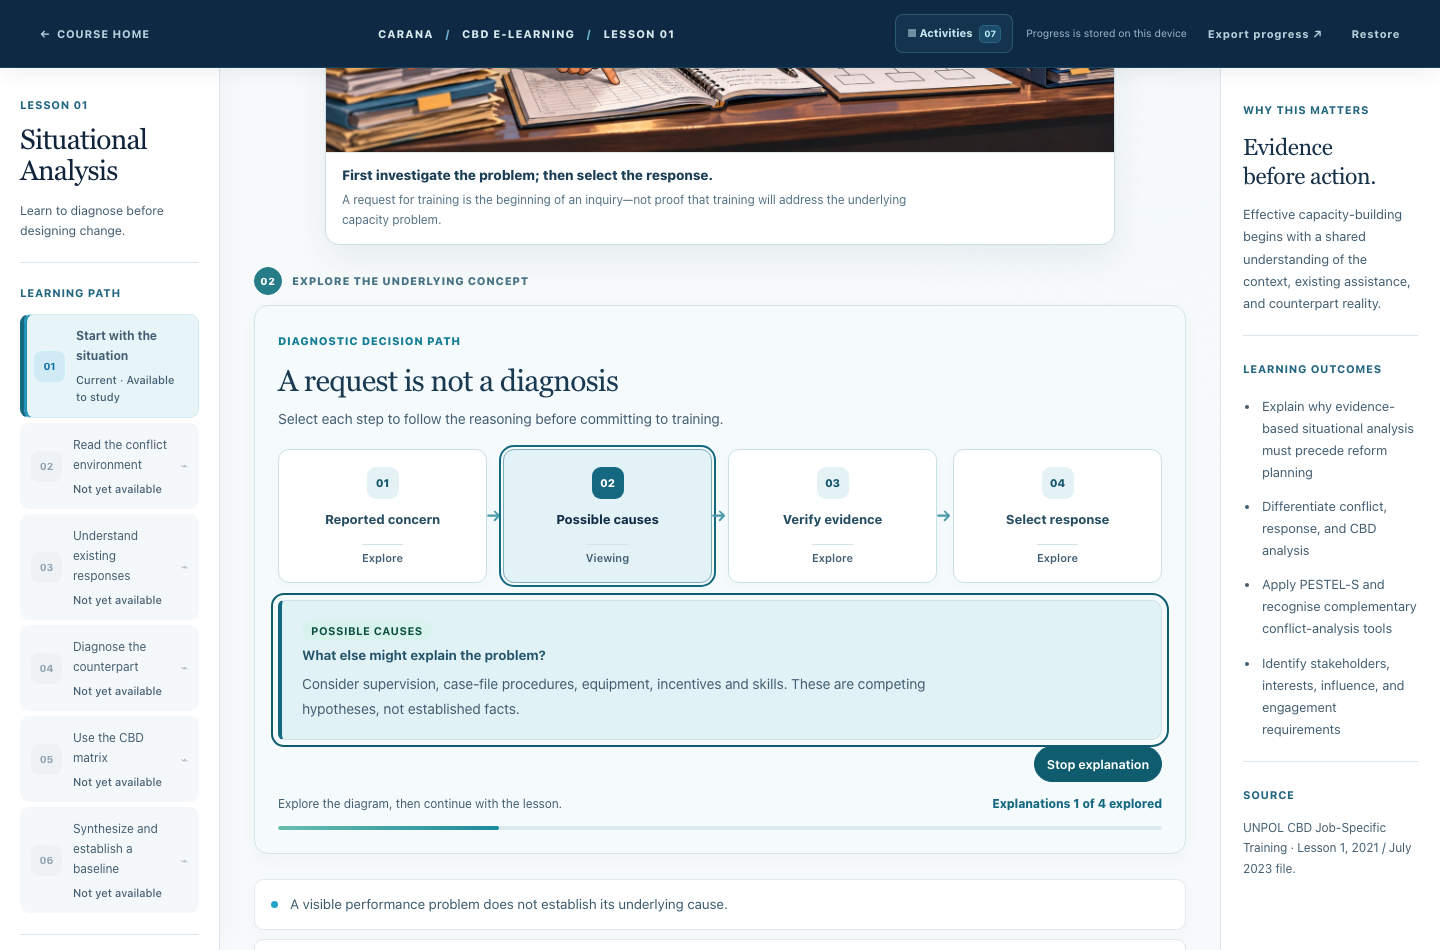 ← COURSE HOME
CARANA / CBD E-LEARNING / LESSON 01
Activities 07
Progress is stored on this device
Export progress ↗
Restore
LESSON 01
Situational
Analysis
Learn to diagnose before
designing change.
LEARNING PATH
01
Start with the
situation
Current · Available
to study
02
Read the conflict
environment
Not yet available
03
Understand
existing
responses
Not yet available
04
Diagnose the
counterpart
Not yet available
05
Use the CBD
matrix
Not yet available
06
Synthesize and
establish a
baseline
Not yet available
First investigate the problem; then select the response.
A request for training is the beginning of an inquiry—not proof that training will address the underlying
capacity problem.
02 EXPLORE THE UNDERLYING CONCEPT
DIAGNOSTIC DECISION PATH
A request is not a diagnosis
Select each step to follow the reasoning before committing to training.
01
Reported concern
Explore
→
02
Possible causes
Viewing
→
03
Verify evidence
Explore
→
04
Select response
Explore
POSSIBLE CAUSES
What else might explain the problem?
Consider supervision, case-file procedures, equipment, incentives and skills. These are competing
hypotheses, not established facts.
Stop explanation
Explore the diagram, then continue with the lesson.
Explanations 1 of 4 explored
• A visible performance problem does not establish its underlying cause.
WHY THIS MATTERS
Evidence
before action.
Effective capacity-building
begins with a shared
understanding of the
context, existing assistance,
and counterpart reality.
LEARNING OUTCOMES
• Explain why evidence-
based situational analysis
must precede reform
planning
• Differentiate conflict,
response, and CBD
analysis
• Apply PESTEL-S and
recognise complementary
conflict-analysis tools
• Identify stakeholders,
interests, influence, and
engagement
requirements
SOURCE
UNPOL CBD Job-Specific
Training · Lesson 1, 2021 / July
2023 file.